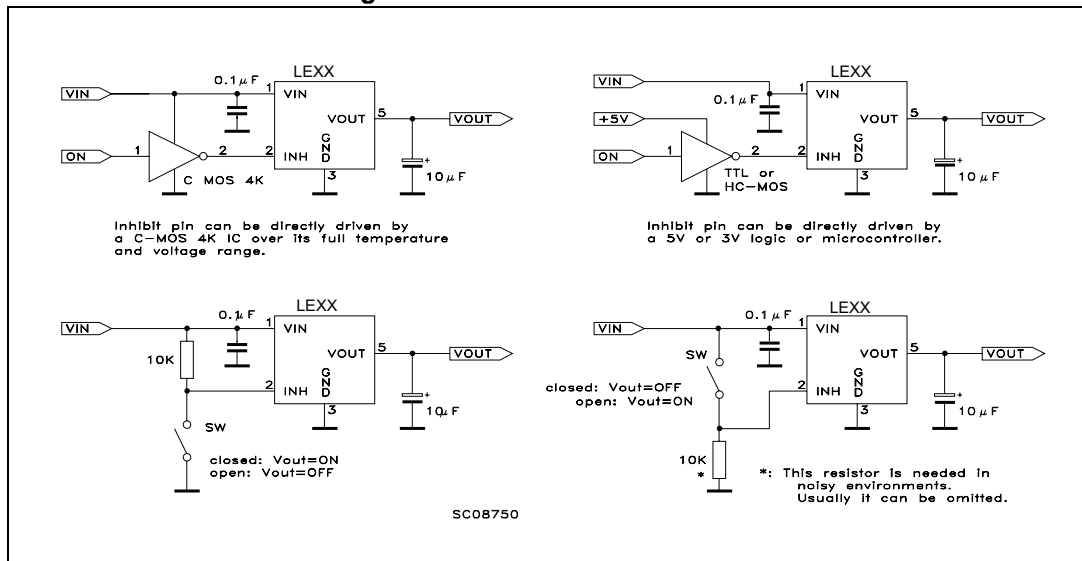 LEXX
0.1μF
VIN
1
VIN
VOUT
5
VOUT
GND
ON
1
2
2
INH
3
C MOS 4K
+
10μF
Inhibit pin can be directly driven by
a C-MOS 4K IC over its full temperature
and voltage range.
LEXX
VIN
1
VIN
0.1μF
+5V
VOUT
5
VOUT
GND
ON
1
2
2
INH
3
TTL or
HC-MOS
+
10μF
Inhibit pin can be directly driven by
a 5V or 3V logic or microcontroller.
LEXX
0.1μF
VIN
1
VIN
10K
VOUT
5
VOUT
GND
2
INH
3
+
10μF
SW
closed: Vout=ON
open: Vout=OFF
LEXX
0.1μF
VIN
1
VIN
SW
VOUT
5
VOUT
GND
closed: Vout=OFF
open: Vout=ON
2
INH
3
+
10μF
10K
*
*: This resistor is needed in
noisy environments.
Usually it can be omitted.
SC08750